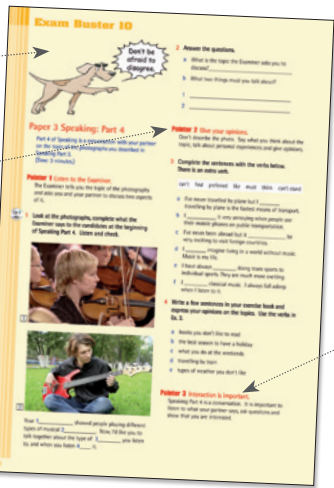 Exam Buster 10
Don't be
afraid to
disagree.
Paper 3 Speaking: Part 4
Part 4 of Speaking is a conversation with your partner
on the topic of the photographs you described in
Speaking Part 3.
(Time: 3 minutes)
Pointer 1 Listen to the Examiner.
The Examiner tells you the topic of the photographs
and asks you and your partner to discuss two aspects
of it.
1 Look at the photographs, complete what the
Examiner says to the candidates at the beginning
of Speaking Part 4. Listen and check.
Your 1 showed people playing different
types of musical 2 . Now, I'd like you to
talk together about the type of 3 you listen
to, and when you listen 4 it.
2 Answer the questions.
a What is the topic the Examiner asks you to
discuss?
b What two things must you talk about?
1
2
Pointer 2 Give your opinions.
Don't describe the photo. Say what you think about the
topic, talk about personal experiences and give opinions.
3 Complete the sentences with the verbs below.
There is an extra verb.
can't find preferred like must think can't stand
a I've never travelled by plane but I
travelling by plane is the fastest means of transport.
b I it very annoying when people use
their mobile phones on public transportation.
c I've never been abroad but it be
very exciting to visit foreign countries.
d I imagine living in a world without music.
Music is my life.
e I have always doing team sports to
individual sports. They are much more exciting.
f I classical music. I always fall asleep
when I listen to it.
4 Write a few sentences in your exercise book and
express your opinions on the topics. Use the verbs in
Ex. 3.
a books you don't like to read
b the best season to have a holiday
c what you do at the weekends
d travelling by train
e types of weather you don't like
Pointer 3 Interaction is important.
Speaking Part 4 is a conversation. It is important to
listen to what your partner says, ask questions and
show that you are interested.